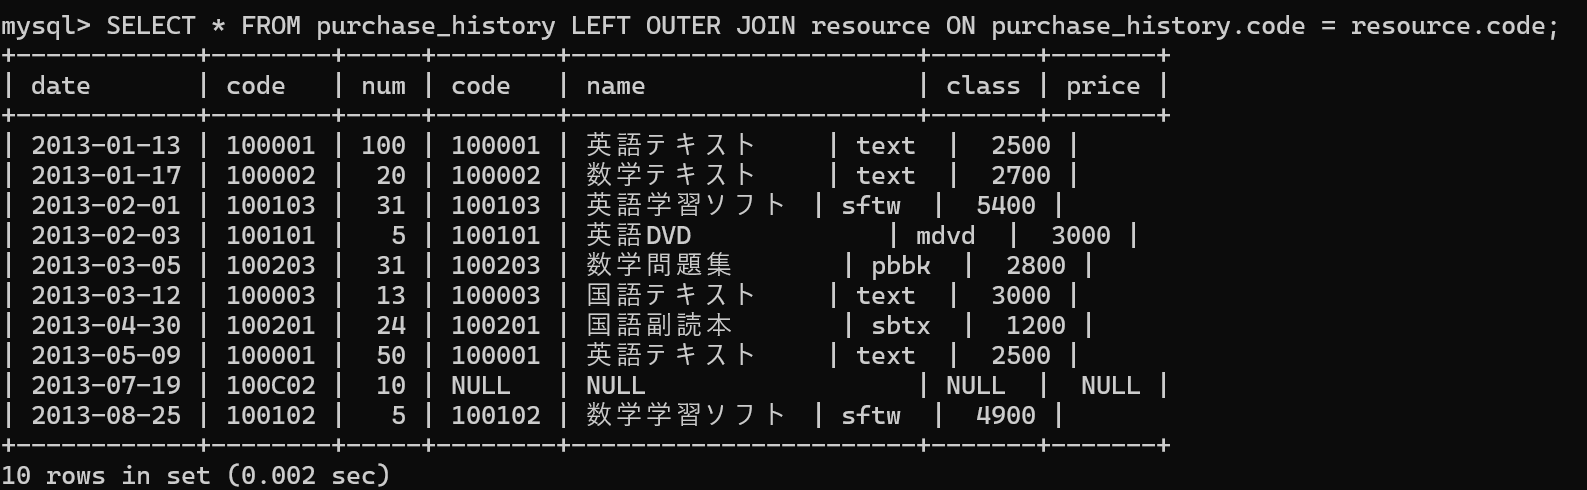 mysql> SELECT * FROM purchase_history LEFT OUTER JOIN resource ON purchase_history.code = resource.code;
+------------+--------+-----+--------+-----------------------+-------+-------+
| date       | code   | num | code   | name                  | class | price |
+------------+--------+-----+--------+-----------------------+-------+-------+
| 2013-01-13 | 100001 | 100 | 100001 | 英語テキスト     | text  |  2500 |
| 2013-01-17 | 100002 |  20 | 100002 | 数学テキスト     | text  |  2700 |
| 2013-02-01 | 100103 |  31 | 100103 | 英語学習ソフト  | sftw  |  5400 |
| 2013-02-03 | 100101 |   5 | 100101 | 英語DVD             | mdvd  |  3000 |
| 2013-03-05 | 100203 |  31 | 100203 | 数学問題集       | pbbk  |  2800 |
| 2013-03-12 | 100003 |  13 | 100003 | 国語テキスト     | text  |  3000 |
| 2013-04-30 | 100201 |  24 | 100201 | 国語副読本       | sbtx  |  1200 |
| 2013-05-09 | 100001 |  50 | 100001 | 英語テキスト     | text  |  2500 |
| 2013-07-19 | 100C02 |  10 | NULL   | NULL                  | NULL  |  NULL |
| 2013-08-25 | 100102 |   5 | 100102 | 数学学習ソフト  | sftw  |  4900 |
+------------+--------+-----+--------+-----------------------+-------+-------+
10 rows in set (0.002 sec)